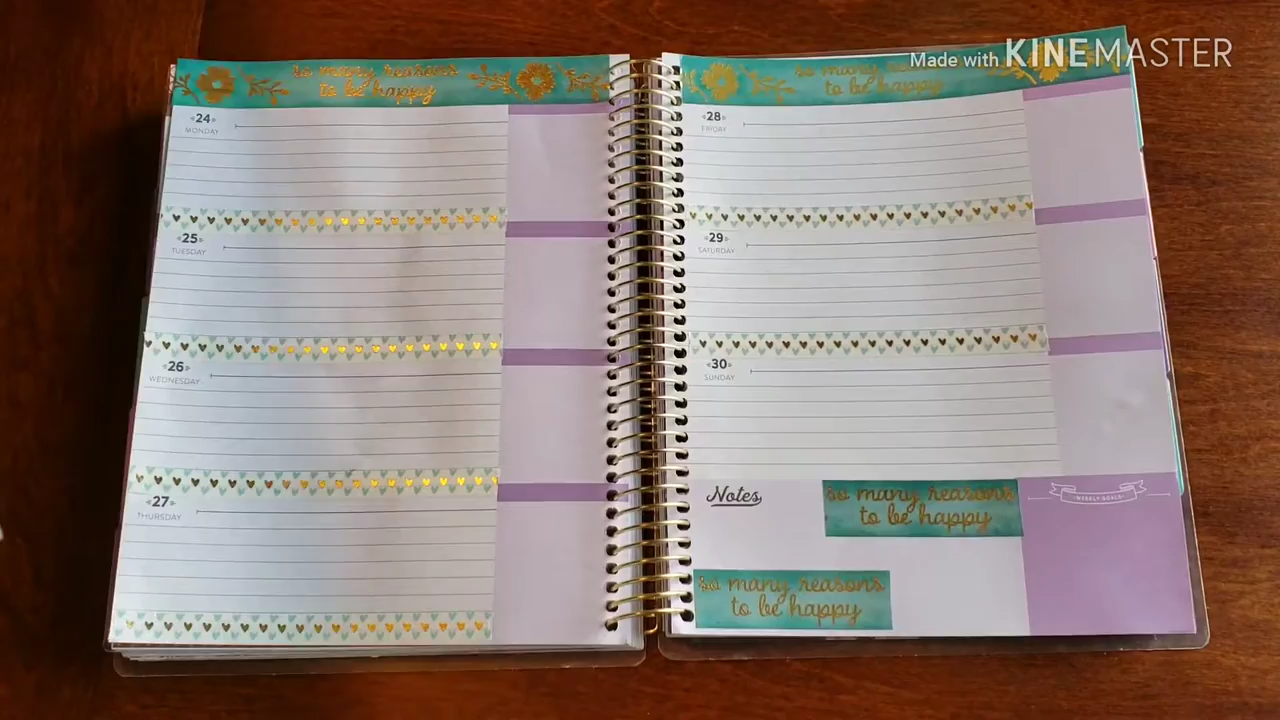 Made with KINEMASTER
so many reasons
to be happy
so many reasons
to be happy
24
MONDAY
25
TUESDAY
26
WEDNESDAY
27
THURSDAY
28
FRIDAY
29
SATURDAY
30
SUNDAY
Notes
so many reasons
to be happy
WEEKLY GOALS
so many reasons
to be happy